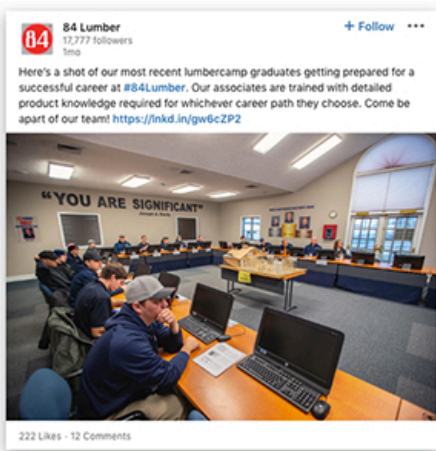 84 Lumber
+ Follow •••
84
17,777 followers
1mo
Here's a shot of our most recent lumbercamp graduates getting prepared for a
successful career at #84Lumber. Our associates are trained with detailed
product knowledge required for whichever career path they choose. Come be
apart of our team! https://lnkd.in/gw6cZP2
"YOU ARE SIGNIFICANT"
222 Likes · 12 Comments